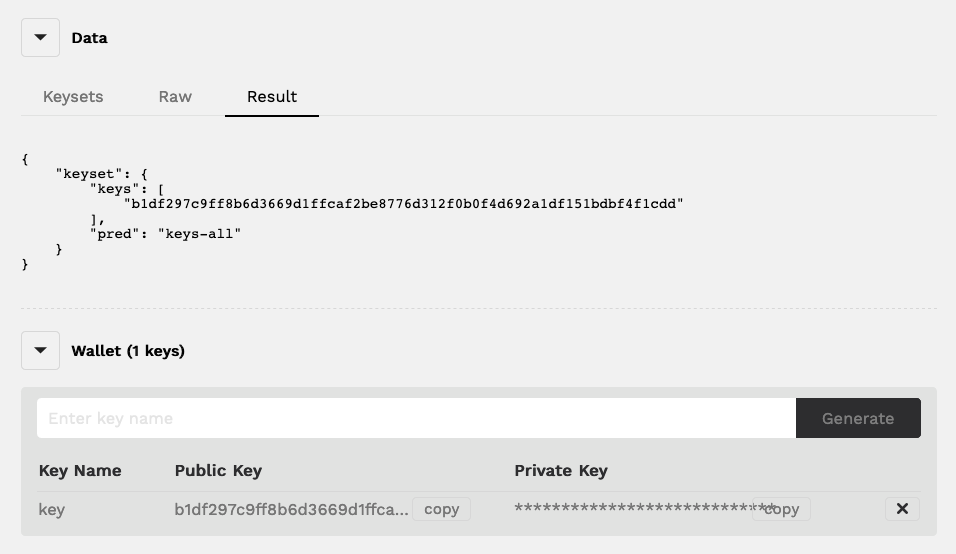 Data
Keysets Raw Result
{
    "keyset": {
        "keys": [
            "b1df297c9ff8b6d3669d1ffcaf2be8776d312f0b0f4d692a1df151bdbf4f1cdd"
        ],
        "pred": "keys-all"
    }
}
Wallet (1 keys)
Enter key name Generate
Key Name Public Key Private Key
key b1df297c9ff8b6d3669d1ffca... copy **************************** copy ✕